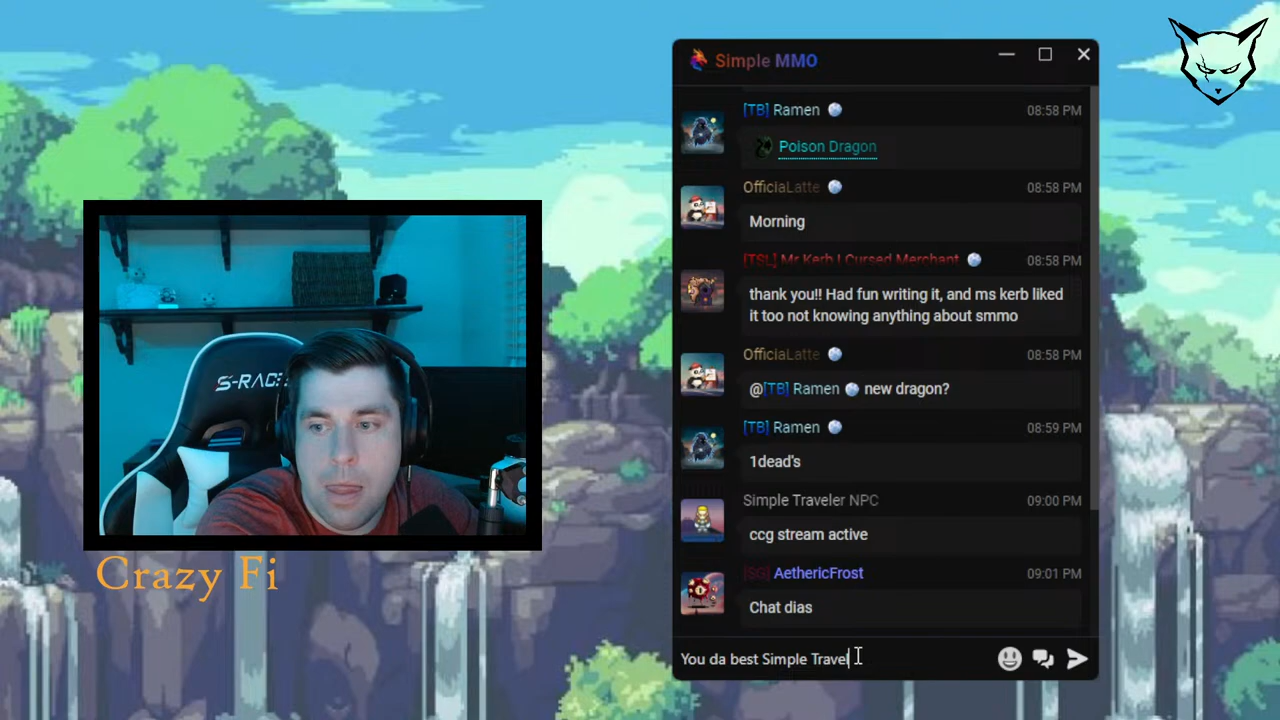 Simple MMO
[TB] Ramen 08:58 PM
Poison Dragon
OfficiaLatte 08:58 PM
Morning
[TSL] Mr Kerb | Cursed Merchant 08:58 PM
thank you!! Had fun writing it, and ms kerb liked
it too not knowing anything about smmo
OfficiaLatte 08:58 PM
@[TB] Ramen new dragon?
[TB] Ramen 08:59 PM
1dead's
Simple Traveler NPC 09:00 PM
ccg stream active
[SG] AethericFrost 09:01 PM
Chat dias
You da best Simple Travel
Crazy Fi